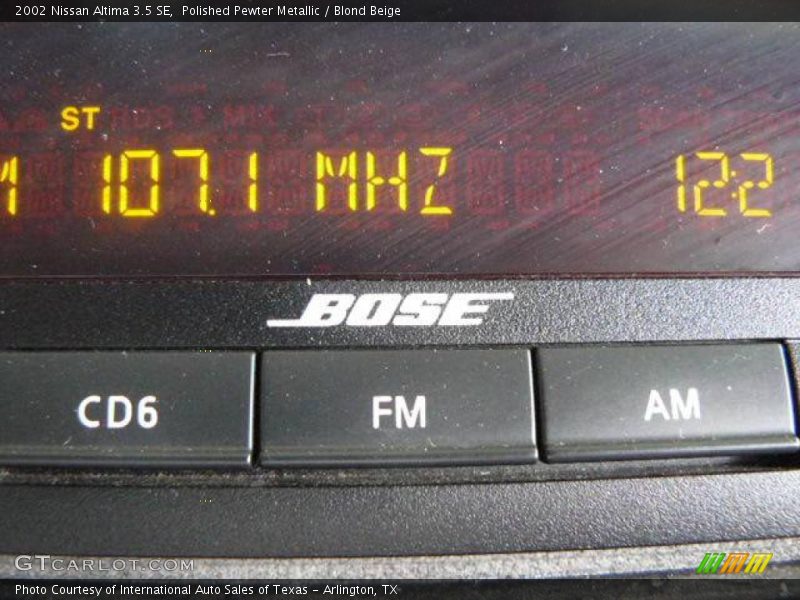 2002 Nissan Altima 3.5 SE, Polished Pewter Metallic / Blond Beige
ST
107.1 MHZ 12:2
BOSE
CD6 FM AM
GTCARLOT.COM
Photo Courtesy of International Auto Sales of Texas - Arlington, TX